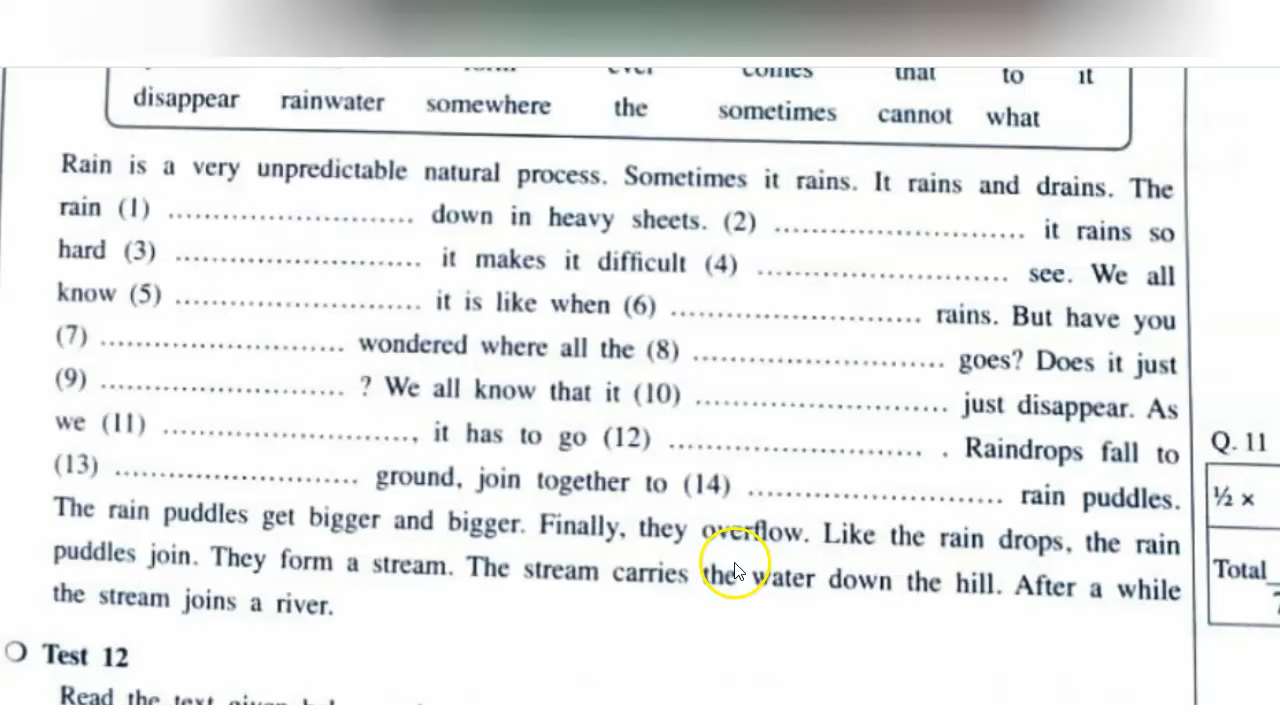 form ever comes that to it
disappear rainwater somewhere the sometimes cannot what
Rain is a very unpredictable natural process. Sometimes it rains. It rains and drains. The
rain (1) ............................ down in heavy sheets. (2) ............................ it rains so
hard (3) ............................ it makes it difficult (4) ............................ see. We all
know (5) ............................ it is like when (6) ............................ rains. But have you
(7) ............................ wondered where all the (8) ............................ goes? Does it just
(9) ............................ ? We all know that it (10) ............................ just disappear. As
we (11) ............................, it has to go (12) ............................ . Raindrops fall to
(13) ............................ ground, join together to (14) ............................ rain puddles.
The rain puddles get bigger and bigger. Finally, they overflow. Like the rain drops, the rain
puddles join. They form a stream. The stream carries the water down the hill. After a while
the stream joins a river.
Q. 11
½ ×
Total
Test 12
Read the text given